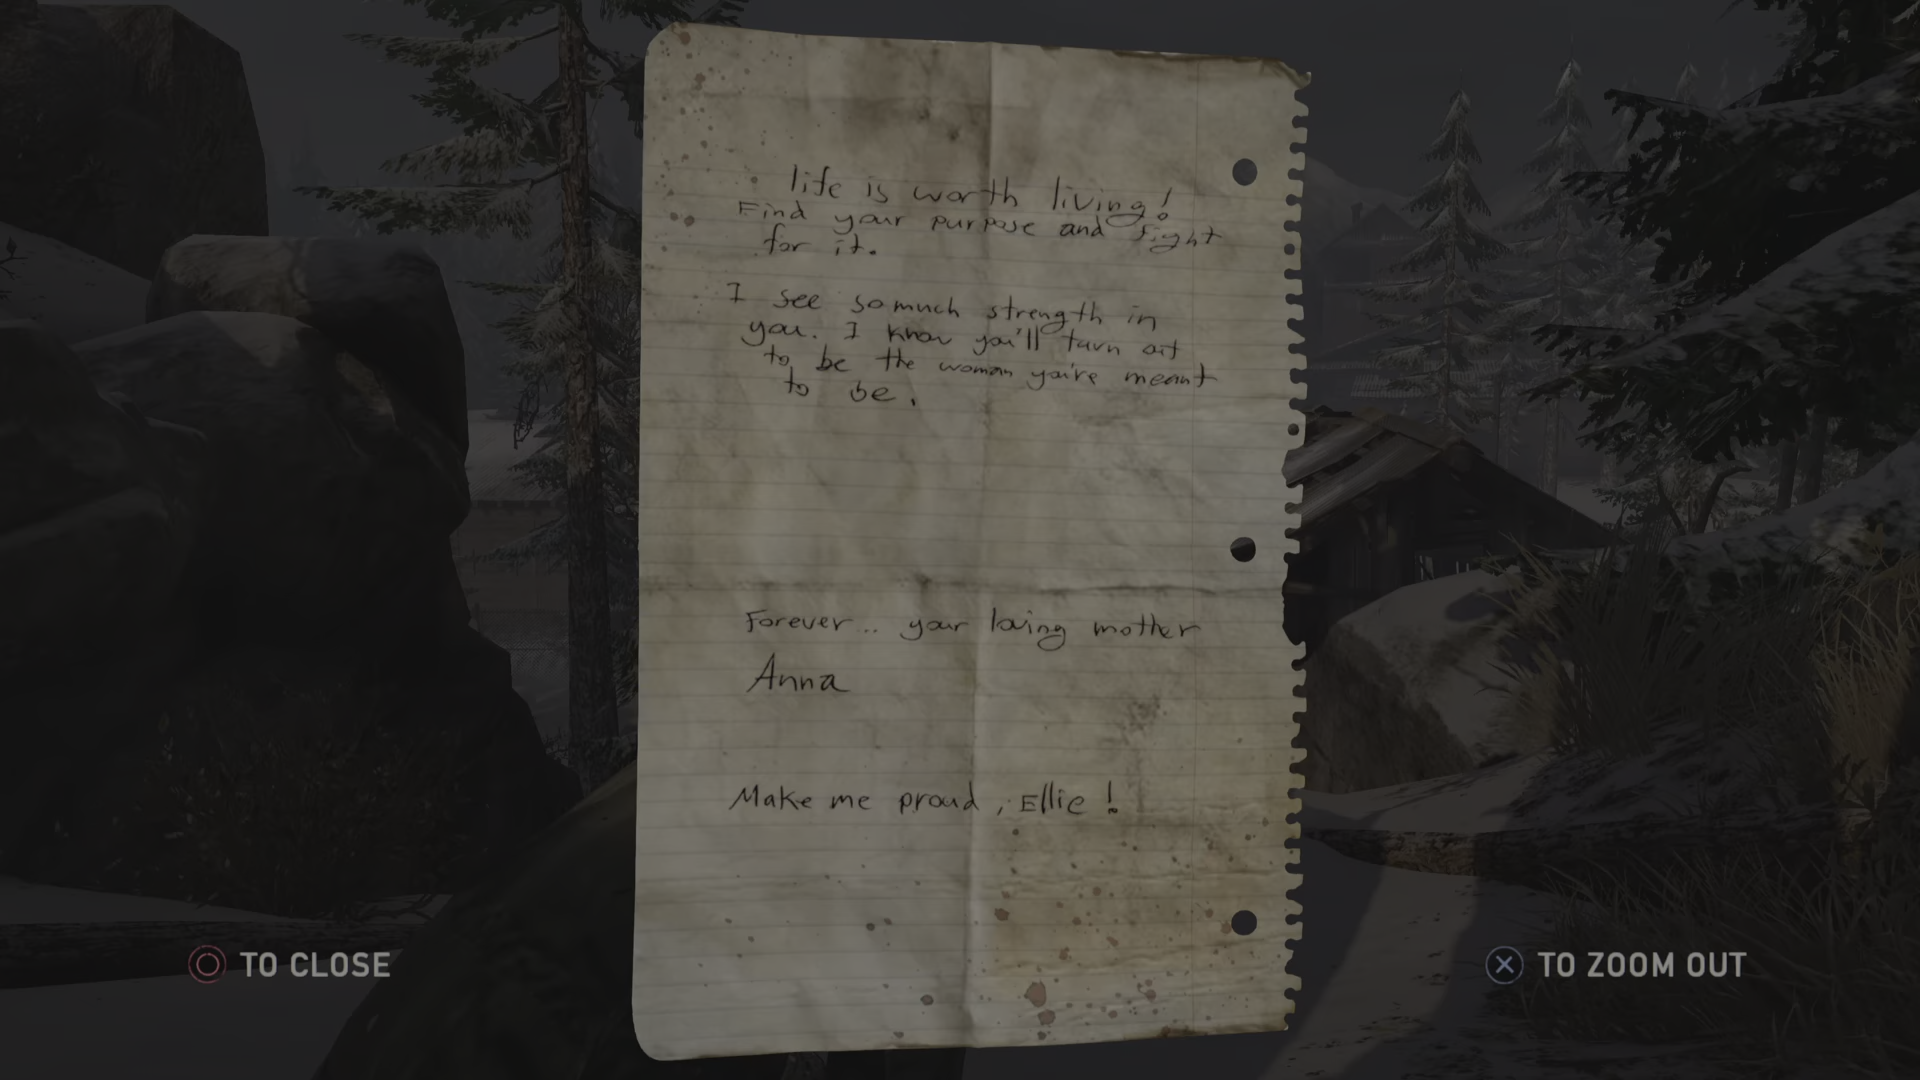 life is worth living!
Find your purpose and fight
for it.
I see so much strength in
you. I know you'll turn out
to be the woman you're meant
to be.
Forever... your loving mother
Anna
Make me proud, Ellie!
TO CLOSE
TO ZOOM OUT